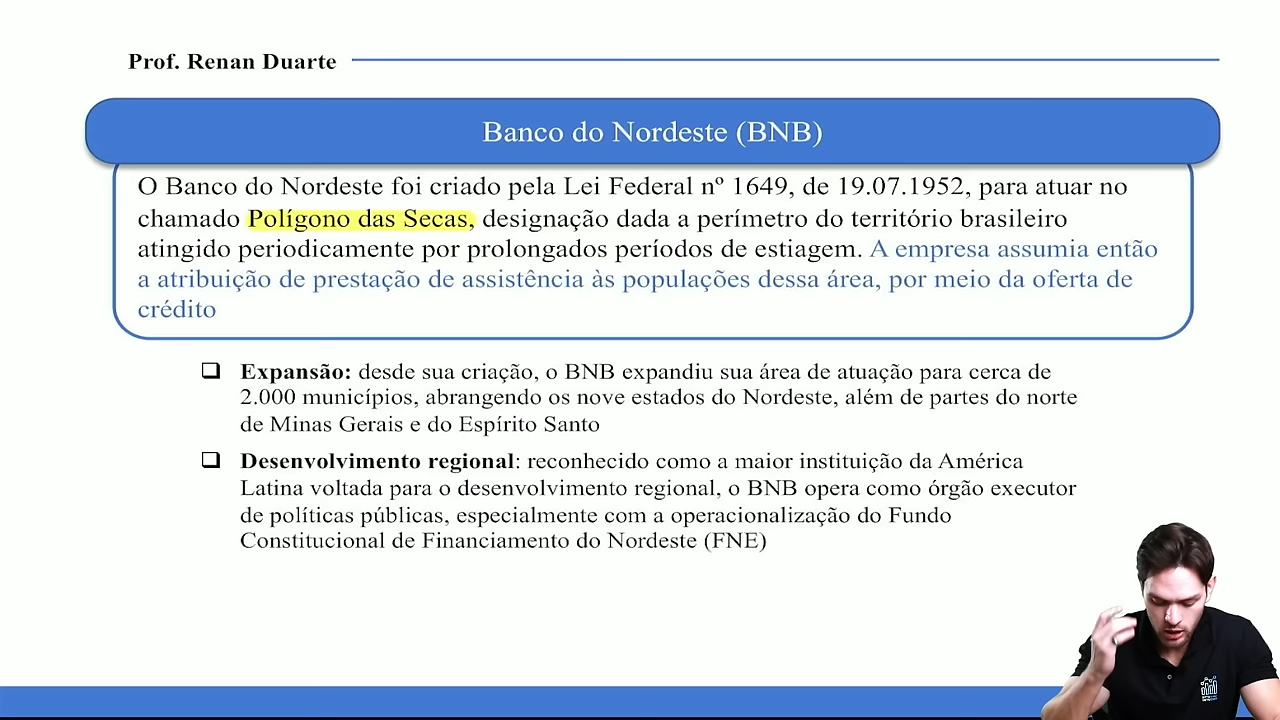 Prof. Renan Duarte
Banco do Nordeste (BNB)
O Banco do Nordeste foi criado pela Lei Federal nº 1649, de 19.07.1952, para atuar no
chamado Polígono das Secas, designação dada a perímetro do território brasileiro
atingido periodicamente por prolongados períodos de estiagem. A empresa assumia então
a atribuição de prestação de assistência às populações dessa área, por meio da oferta de
crédito
❑ Expansão: desde sua criação, o BNB expandiu sua área de atuação para cerca de
2.000 municípios, abrangendo os nove estados do Nordeste, além de partes do norte
de Minas Gerais e do Espírito Santo
❑ Desenvolvimento regional: reconhecido como a maior instituição da América
Latina voltada para o desenvolvimento regional, o BNB opera como órgão executor
de políticas públicas, especialmente com a operacionalização do Fundo
Constitucional de Financiamento do Nordeste (FNE)